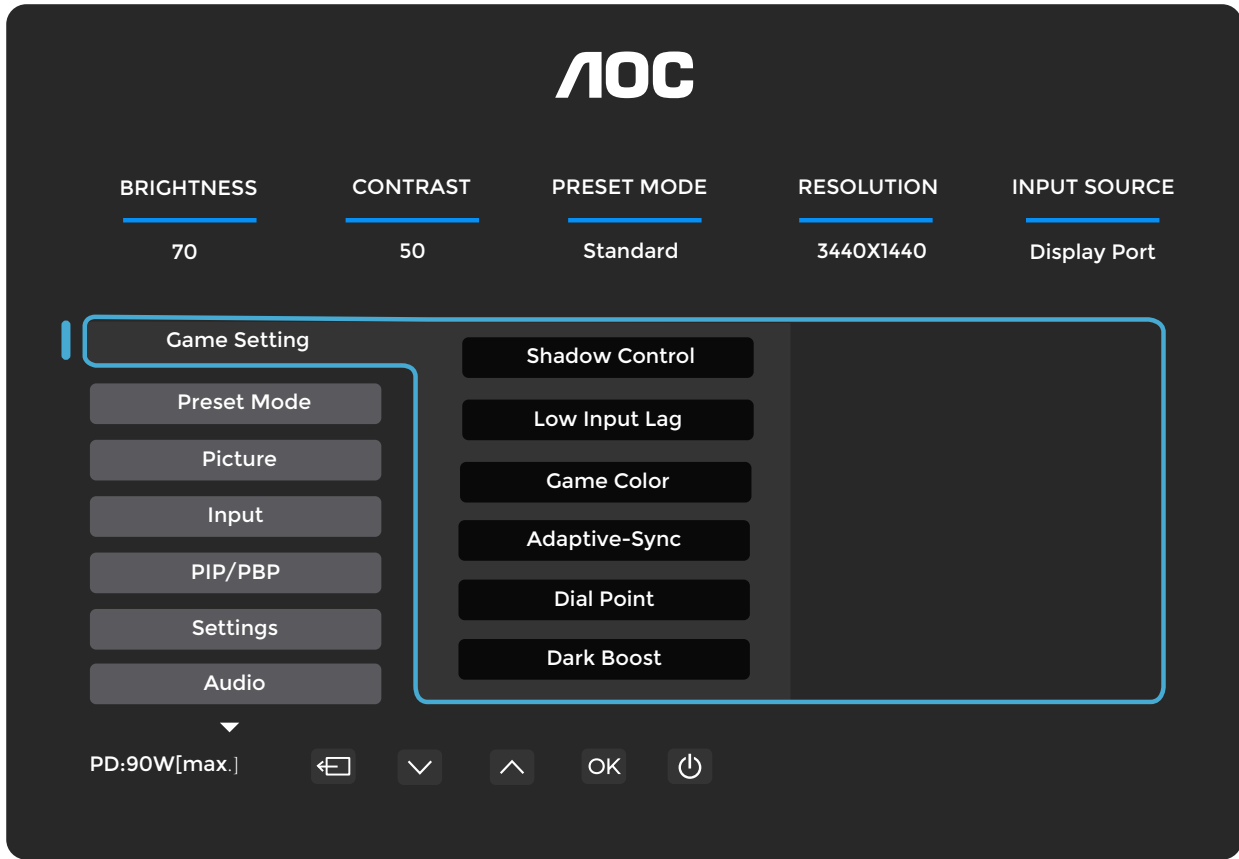 AOC
BRIGHTNESS CONTRAST PRESET MODE RESOLUTION INPUT SOURCE
70 50 Standard 3440X1440 Display Port
Game Setting
Preset Mode
Picture
Input
PIP/PBP
Settings
Audio
Shadow Control
Low Input Lag
Game Color
Adaptive-Sync
Dial Point
Dark Boost
PD:90W[max.]
OK